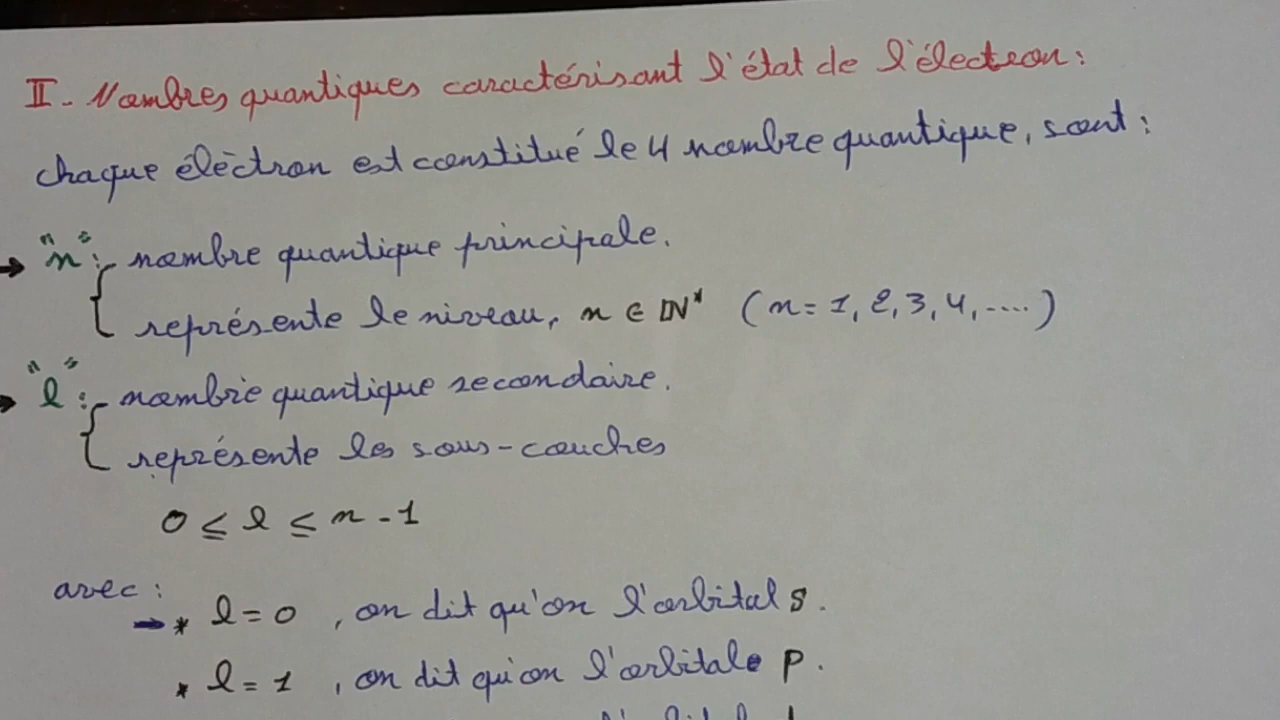 II. Nombres quantiques caractérisant l'état de l'électron:
chaque élèctron est constitué le 4 nombre quantique, sont:
→ "n": nombre quantique principale.
représente le niveau, n ∈ ℕ* (n = 1, 2, 3, 4, ....)
→ "l": nombre quantique secondaire.
représente les sous-couches
0 ≤ l ≤ n - 1
avec:
→ * l = 0 , on dit qu'on l'orbital s.
* l = 1 , on dit qu'on l'orbitale p.